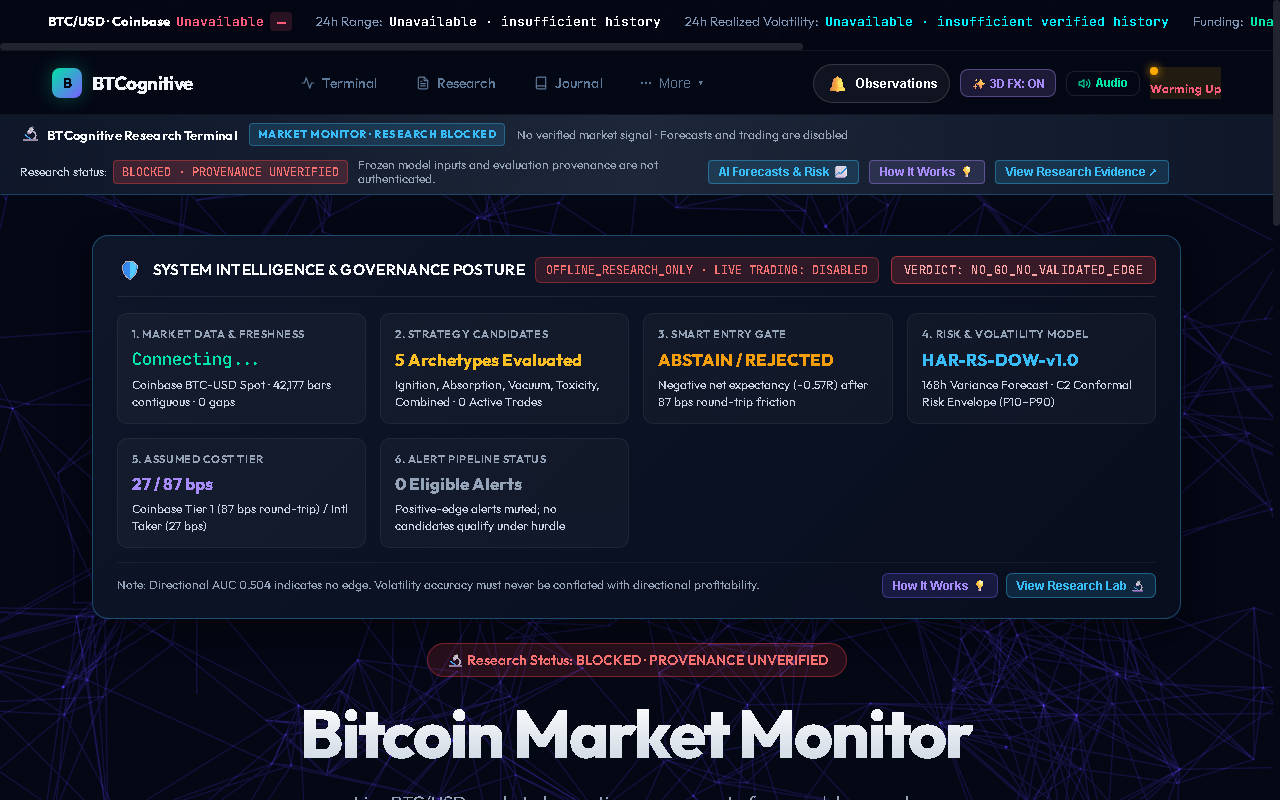 BTC/USD · Coinbase Unavailable — 24h Range: Unavailable · insufficient history 24h Realized Volatility: Unavailable · insufficient verified history Funding:
B BTCognitive Terminal Research Journal ··· More ▾ 🔔 Observations ✨ 3D FX: ON Audio Warming Up
🔬 BTCognitive Research Terminal MARKET MONITOR · RESEARCH BLOCKED No verified market signal · Forecasts and trading are disabled
Research status: BLOCKED · PROVENANCE UNVERIFIED Frozen model inputs and evaluation provenance are not
authenticated.
AI Forecasts & Risk 📈 How It Works 💡 View Research Evidence ↗
🛡️ SYSTEM INTELLIGENCE & GOVERNANCE POSTURE OFFLINE_RESEARCH_ONLY · LIVE TRADING: DISABLED VERDICT: NO_GO_NO_VALIDATED_EDGE
1. MARKET DATA & FRESHNESS
Connecting...
Coinbase BTC-USD Spot · 42,177 bars
contiguous · 0 gaps
2. STRATEGY CANDIDATES
5 Archetypes Evaluated
Ignition, Absorption, Vacuum, Toxicity,
Combined · 0 Active Trades
3. SMART ENTRY GATE
ABSTAIN / REJECTED
Negative net expectancy (-0.57R) after
87 bps round-trip friction
4. RISK & VOLATILITY MODEL
HAR-RS-DOW-v1.0
168h Variance Forecast · C2 Conformal
Risk Envelope (P10–P90)
5. ASSUMED COST TIER
27 / 87 bps
Coinbase Tier 1 (87 bps round-trip) / Intl
Taker (27 bps)
6. ALERT PIPELINE STATUS
0 Eligible Alerts
Positive-edge alerts muted; no
candidates qualify under hurdle
Note: Directional AUC 0.504 indicates no edge. Volatility accuracy must never be conflated with directional profitability.
How It Works 💡 View Research Lab 🔬
🔬 Research Status: BLOCKED · PROVENANCE UNVERIFIED
Bitcoin Market Monitor